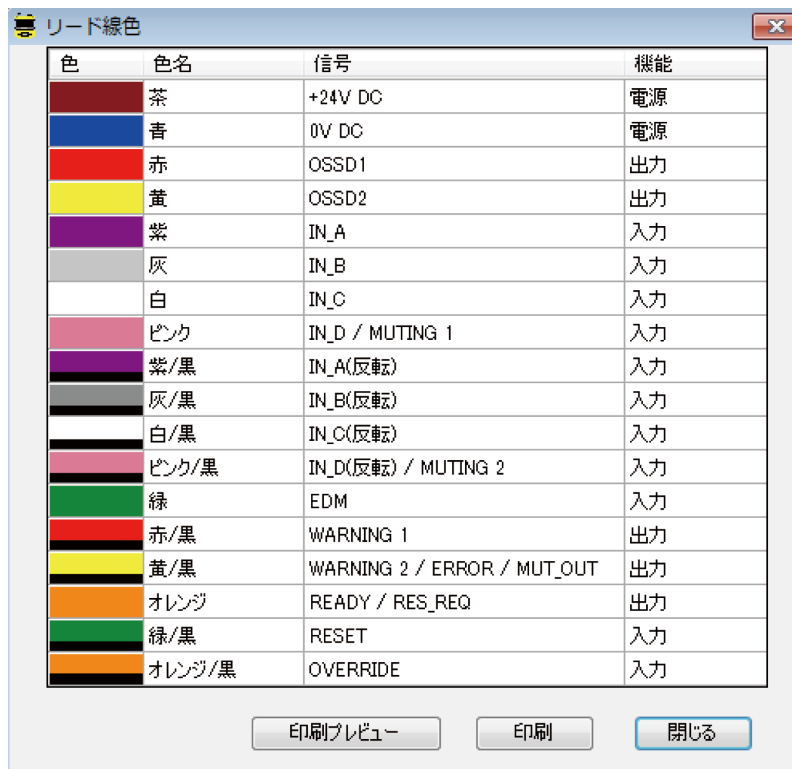 リード線色
色 色名 信号 機能
茶 +24V DC 電源
青 0V DC 電源
赤 OSSD1 出力
黄 OSSD2 出力
紫 IN_A 入力
灰 IN_B 入力
白 IN_C 入力
ピンク IN_D / MUTING 1 入力
紫/黒 IN_A(反転) 入力
灰/黒 IN_B(反転) 入力
白/黒 IN_C(反転) 入力
ピンク/黒 IN_D(反転) / MUTING 2 入力
緑 EDM 入力
赤/黒 WARNING 1 出力
黄/黒 WARNING 2 / ERROR / MUT_OUT 出力
オレンジ READY / RES_REQ 出力
緑/黒 RESET 入力
オレンジ/黒 OVERRIDE 入力
印刷プレビュー 印刷 閉じる